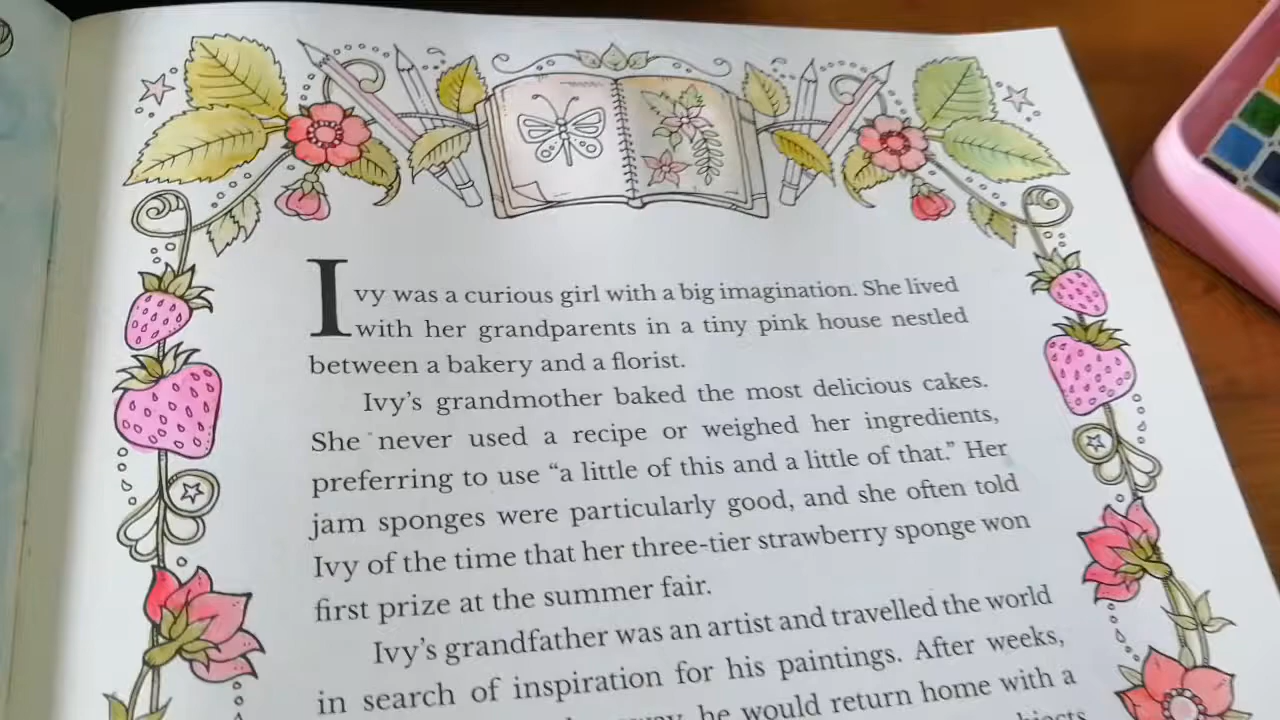 Ivy was a curious girl with a big imagination. She lived
with her grandparents in a tiny pink house nestled
between a bakery and a florist.
Ivy’s grandmother baked the most delicious cakes.
She never used a recipe or weighed her ingredients,
preferring to use “a little of this and a little of that.” Her
jam sponges were particularly good, and she often told
Ivy of the time that her three-tier strawberry sponge won
first prize at the summer fair.
Ivy’s grandfather was an artist and travelled the world
in search of inspiration for his paintings. After weeks,
he would return home with a